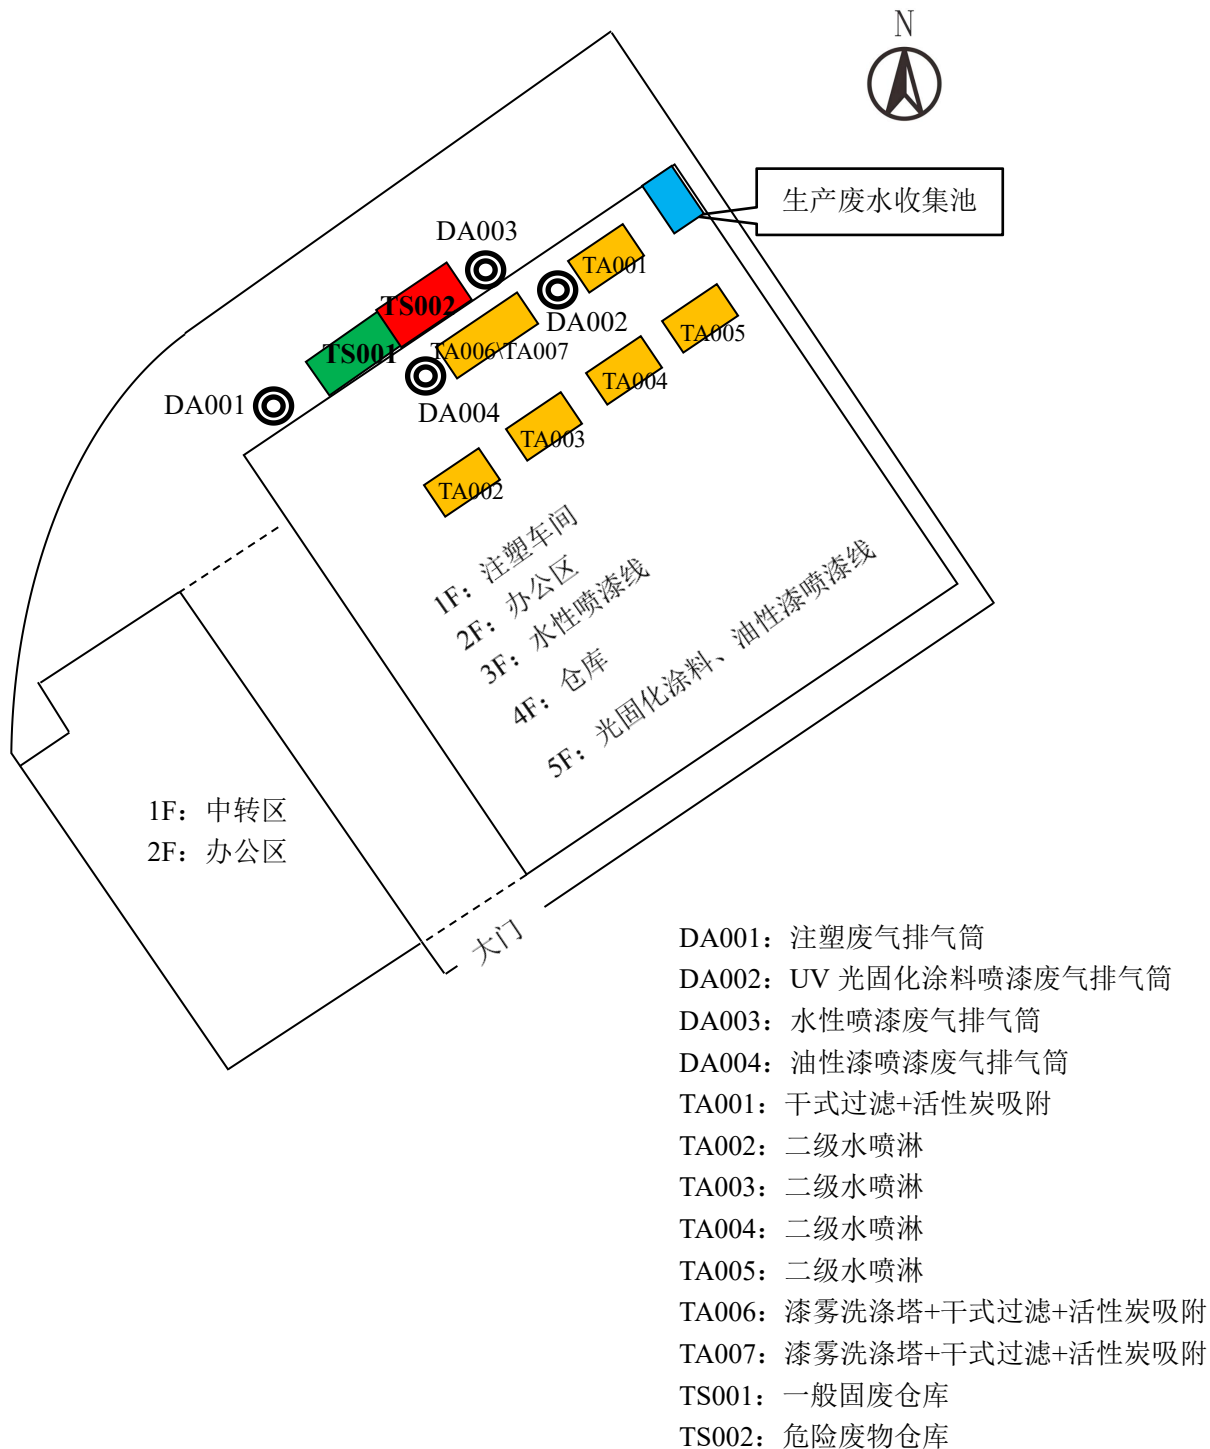 N
生产废水收集池
DA003
TA001
TS002
DA002
TA005
TS001
TA006\TA007
TA004
DA001
DA004
TA003
TA002
1F：注塑车间
2F：办公区
3F：水性喷漆线
4F：仓库
5F：光固化涂料、油性漆喷漆线
1F：中转区
2F：办公区
大门
DA001：注塑废气排气筒
DA002：UV 光固化涂料喷漆废气排气筒
DA003：水性喷漆废气排气筒
DA004：油性漆喷漆废气排气筒
TA001：干式过滤+活性炭吸附
TA002：二级水喷淋
TA003：二级水喷淋
TA004：二级水喷淋
TA005：二级水喷淋
TA006：漆雾洗涤塔+干式过滤+活性炭吸附
TA007：漆雾洗涤塔+干式过滤+活性炭吸附
TS001：一般固废仓库
TS002：危险废物仓库